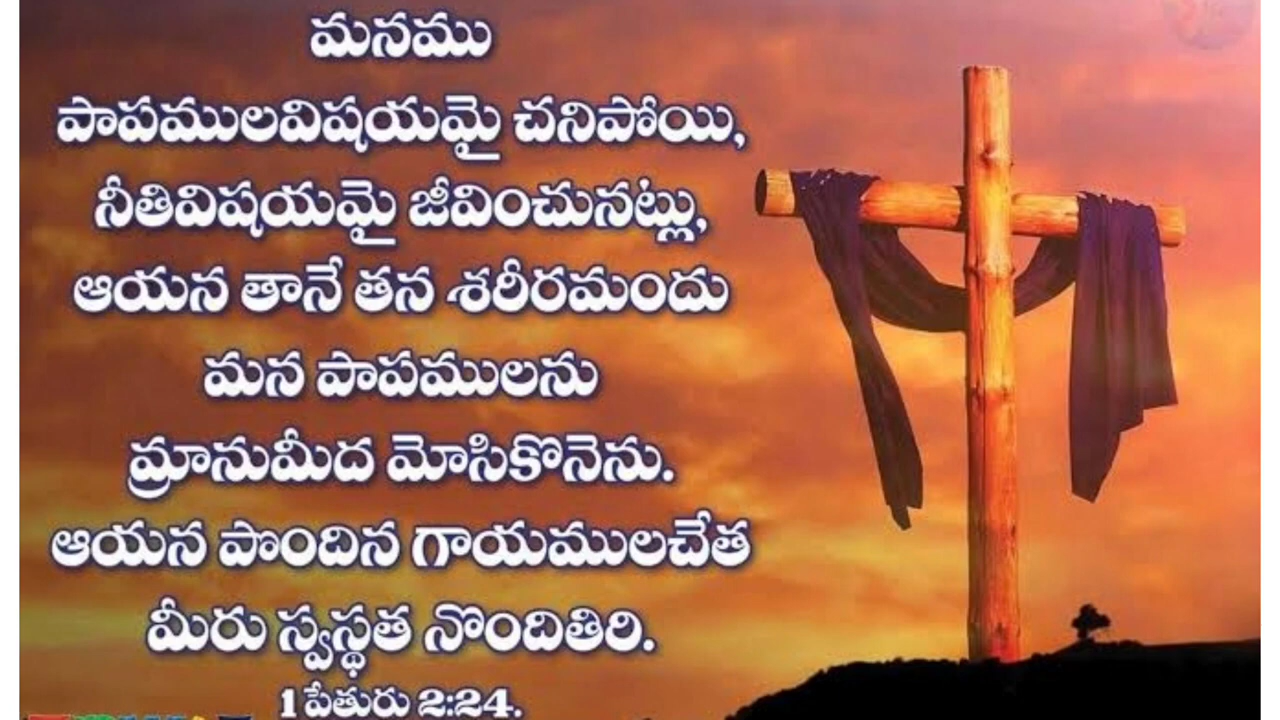 మనము
పాపములవిషయమై చనిపోయి,
నీతివిషయమై జీవించునట్లు,
ఆయన తానే తన శరీరమందు
మన పాపములను
మ్రానుమీద మోసికొనెను.
ఆయన పొందిన గాయములచేత
మీరు స్వస్థత నొందితిరి.
1 పేతురు 2:24.